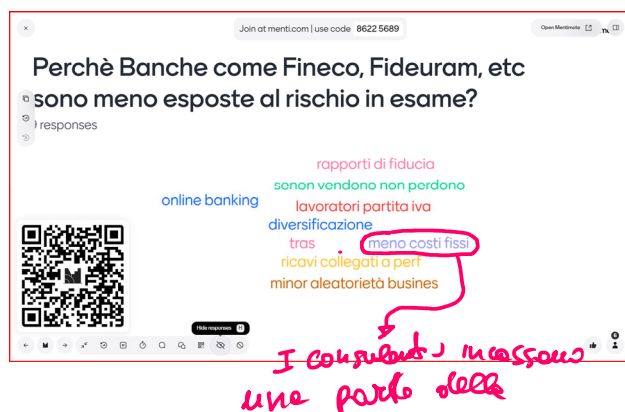 Join at menti.com | use code 8622 5689
Open Mentimeter
Perchè Banche come Fineco, Fideuram, etc
sono meno esposte al rischio in esame?
responses
rapporti di fiducia
senon vendono non perdono
online banking
lavoratori partita iva
diversificazione
tras
meno costi fissi
ricavi collegati a perf
minor aleatorietà busines
Hide responses H
I consulenti incassano
una parte delle